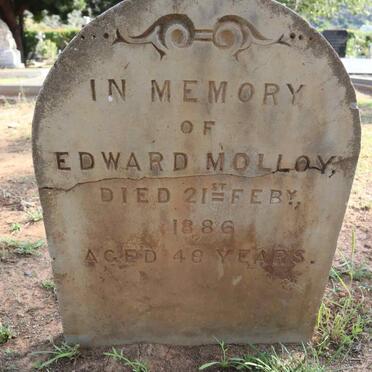 IN MEMORY
OF
EDWARD MOLLOY,
DIED 21ST FEBY,
1886
AGED 48 YEARS.